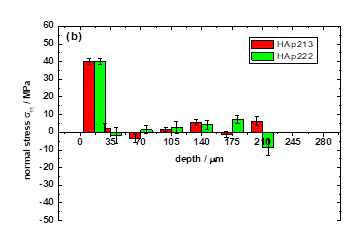 (b)
HAp213
HAp222
normal stress σ₁₁ / MPa
60
50
40
30
20
10
0
-10
-20
-30
-40
-50
0 35 70 105 140 175 210 245 280
depth / μm